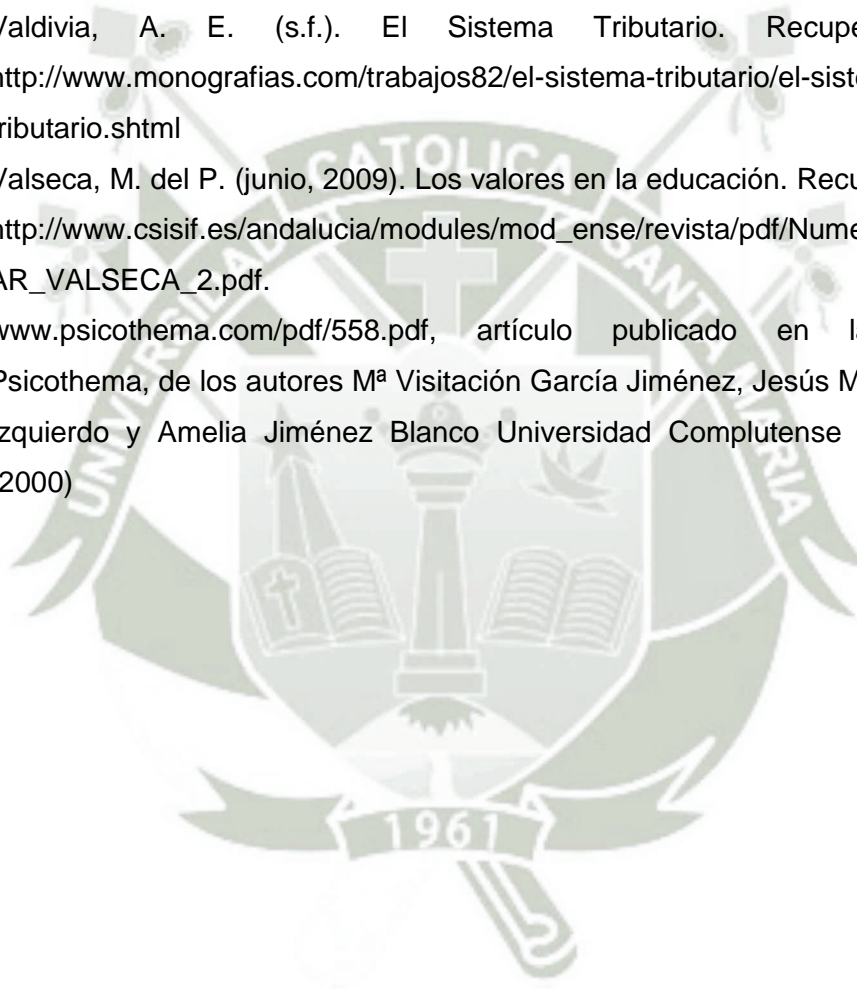 Valdivia, A. E. (s.f.). El Sistema Tributario. Recupe
http://www.monografias.com/trabajos82/el-sistema-tributario/el-siste
tributario.shtml
Valseca, M. del P. (junio, 2009). Los valores en la educación. Recu
http://www.csisif.es/andalucia/modules/mod_ense/revista/pdf/Nume
AR_VALSECA_2.pdf.
www.psicothema.com/pdf/558.pdf, artículo publicado en l
Psicothema, de los autores Mª Visitación García Jiménez, Jesús M
Izquierdo y Amelia Jiménez Blanco Universidad Complutense
2000)
UNIVERSIDAD CATOLICA SANTA MARIA
1961